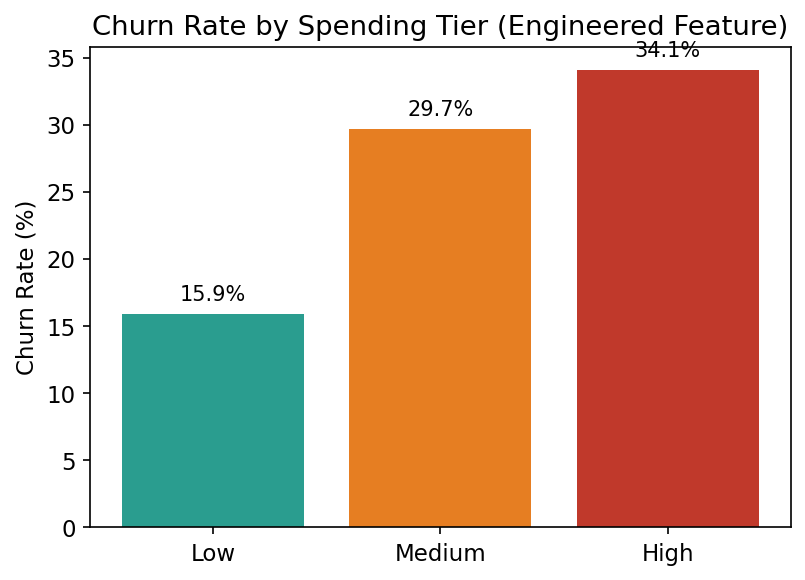 Churn Rate by Spending Tier (Engineered Feature)
Churn Rate (%)
35
30
25
20
15
10
5
0
15.9%
29.7%
34.1%
Low
Medium
High